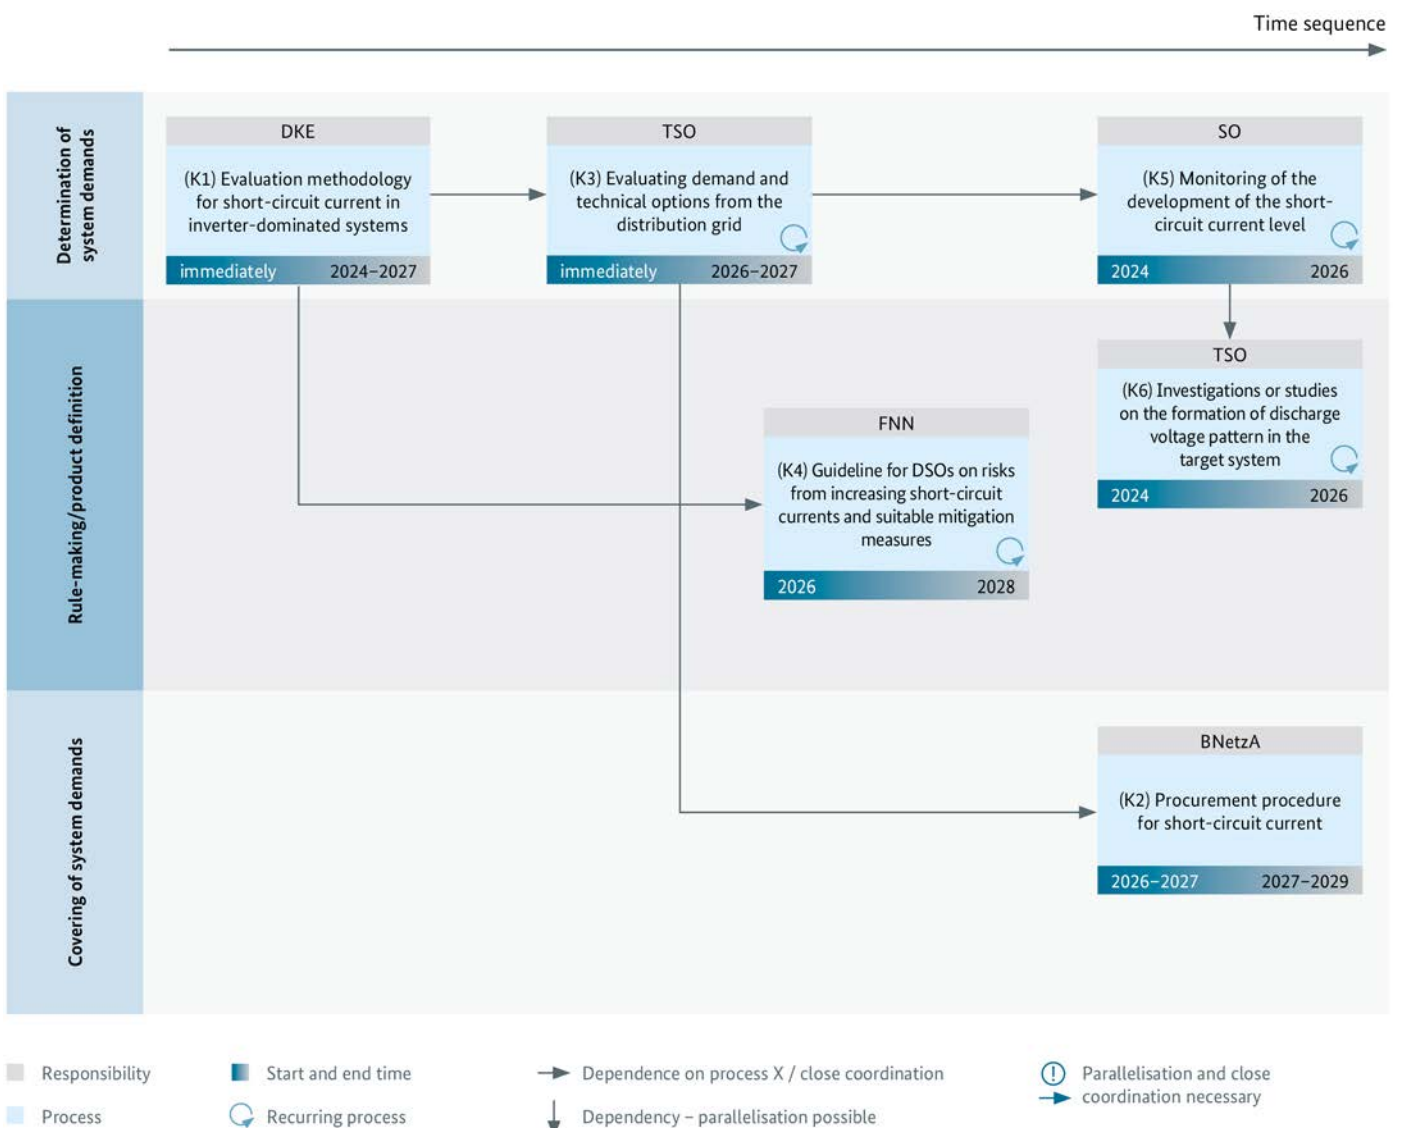 Time sequence
Determination of
system demands
DKE
(K1) Evaluation methodology
for short-circuit current in
inverter-dominated systems
immediately 2024–2027
TSO
(K3) Evaluating demand and
technical options from the
distribution grid
immediately 2026–2027
SO
(K5) Monitoring of the
development of the short-
circuit current level
2024 2026
Rule-making/product definition
TSO
(K6) Investigations or studies
on the formation of discharge
voltage pattern in the
target system
2024 2026
FNN
(K4) Guideline for DSOs on risks
from increasing short-circuit
currents and suitable mitigation
measures
2026 2028
Covering of system demands
BNetzA
(K2) Procurement procedure
for short-circuit current
2026–2027 2027–2029
Responsibility
Process
Start and end time
Recurring process
Dependence on process X / close coordination
Dependency – parallelisation possible
Parallelisation and close
coordination necessary